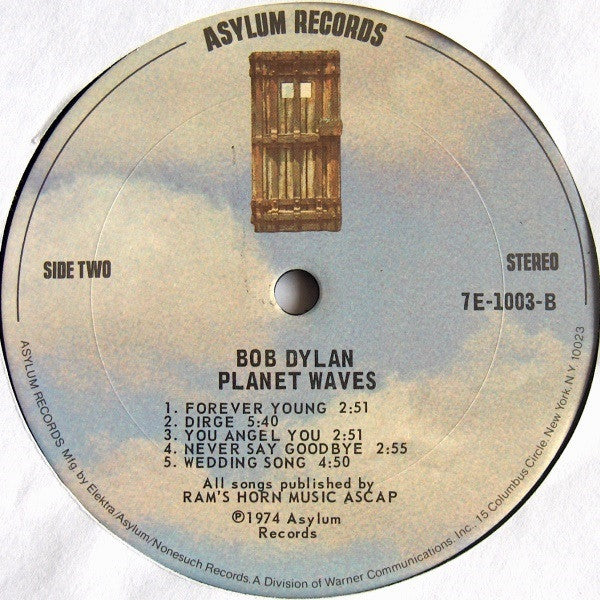 ASYLUM RECORDS
SIDE TWO
STEREO
7E-1003-B
BOB DYLAN
PLANET WAVES
1. FOREVER YOUNG 2:51
2. DIRGE 5:40
3. YOU ANGEL YOU 2:51
4. NEVER SAY GOODBYE 2:55
5. WEDDING SONG 4:50
All songs published by
RAM'S HORN MUSIC ASCAP
℗1974 Asylum
Records
ASYLUM RECORDS. Mfg by Elektra/Asylum/Nonesuch Records. A Division of Warner Communications, Inc. 15 Columbus Circle, New York, N.Y. 10023